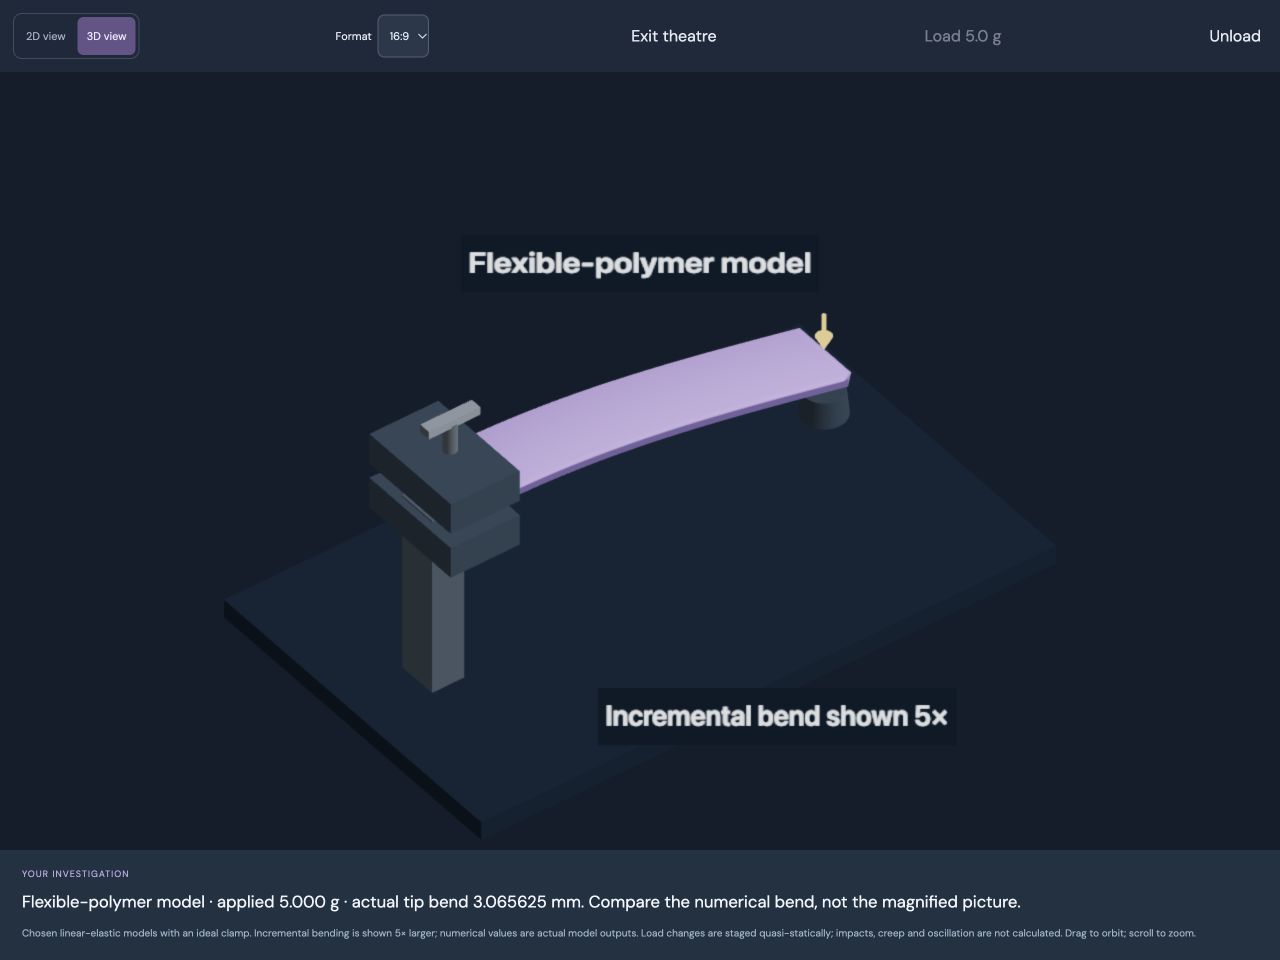 2D view
3D view
Format
16:9
Exit theatre
Load 5.0 g
Unload
Flexible-polymer model
Incremental bend shown 5×
YOUR INVESTIGATION
Flexible-polymer model · applied 5.000 g · actual tip bend 3.065625 mm. Compare the numerical bend, not the magnified picture.
Chosen linear-elastic models with an ideal clamp. Incremental bending is shown 5× larger; numerical values are actual model outputs. Load changes are staged quasi-statically; impacts, creep and oscillation are not calculated. Drag to orbit; scroll to zoom.